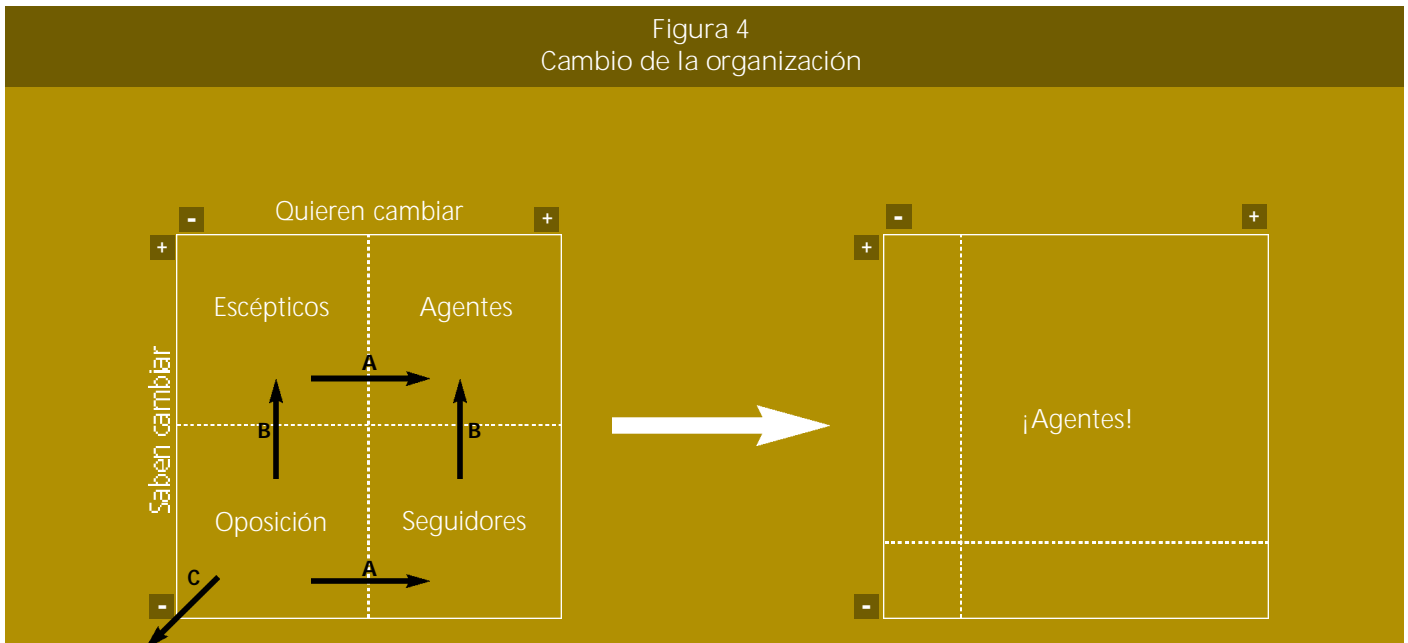 Figura 4
Cambio de la organización
- Quieren cambiar +
- +
+
+
Saben cambiar
Escépticos Agentes
A
B B
¡Agentes!
Oposición Seguidores
A
C
-
-